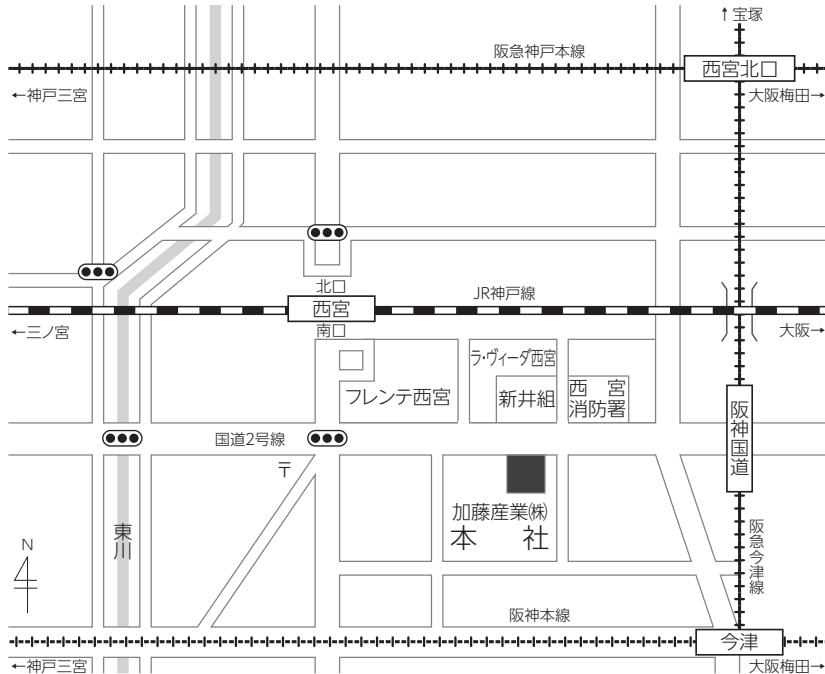 ↑宝塚
阪急神戸本線
西宮北口
←神戸三宮
大阪梅田→
北口
JR神戸線
西宮
←三ノ宮
南口
大阪→
ラ・ヴィーダ西宮
フレンテ西宮
新井組
西宮
消防署
阪神国道
国道2号線
〒
加藤産業㈱
本社
東川
N
阪急今津線
阪神本線
今津
←神戸三宮
大阪梅田→